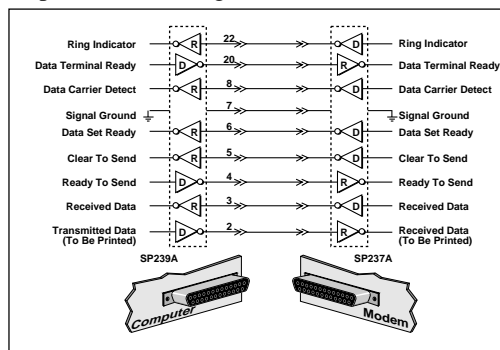 Ring Indicator R 22 D Ring Indicator
Data Terminal Ready D 20 R Data Terminal Ready
Data Carrier Detect R 8 D Data Carrier Detect
Signal Ground 7 Signal Ground
Data Set Ready R 6 D Data Set Ready
Clear To Send R 5 D Clear To Send
Ready To Send D 4 R Ready To Send
Received Data R 3 D Received Data
Transmitted Data D 2 R Received Data
(To Be Printed) (To Be Printed)
SP239A SP237A
Computer Modem